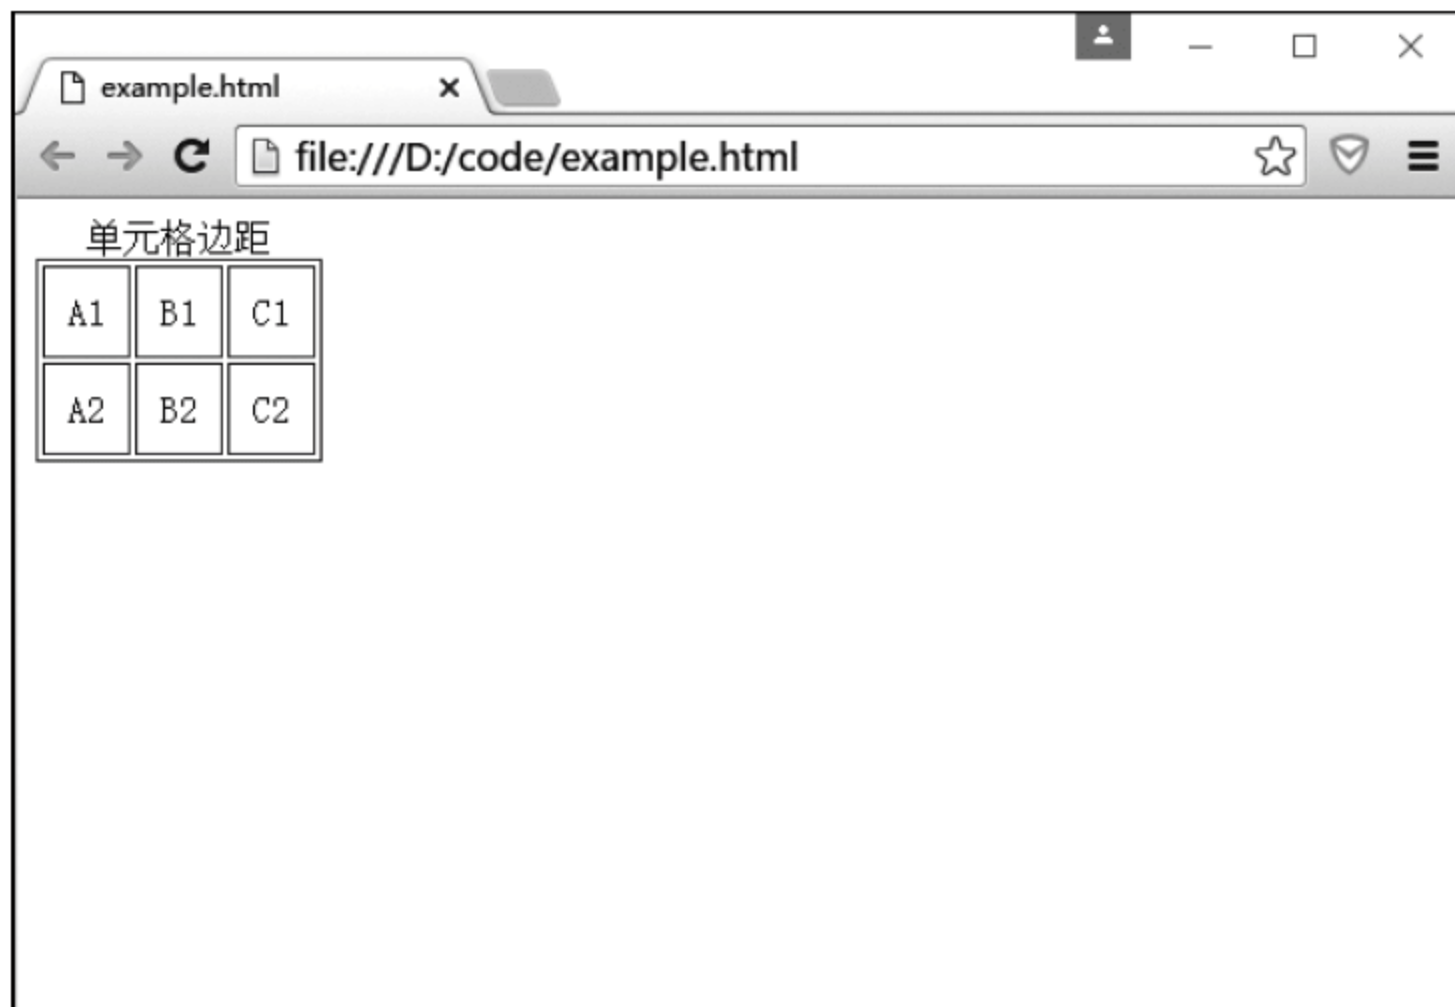 example.html
file:///D:/code/example.html
单元格边距
A1 B1 C1
A2 B2 C2